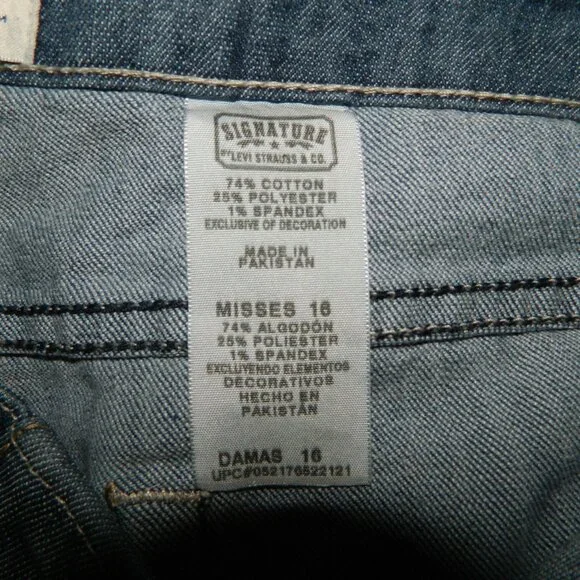 SIGNATURE
BY LEVI STRAUSS & CO.
74% COTTON
25% POLYESTER
1% SPANDEX
EXCLUSIVE OF DECORATION
MADE IN
PAKISTAN
MISSES 16
74% ALGODÓN
25% POLIESTER
1% SPANDEX
EXCLUYENDO ELEMENTOS
DECORATIVOS
HECHO EN
PAKISTÁN
DAMAS 16
UPC#052176522121